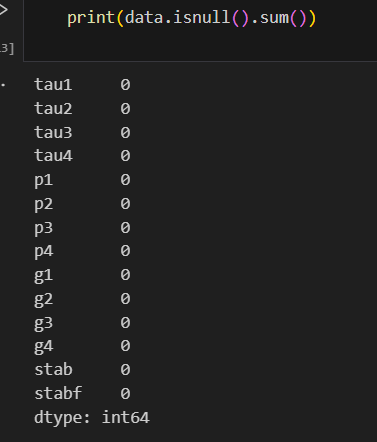 print(data.isnull().sum())
3]
tau1 0
tau2 0
tau3 0
tau4 0
p1 0
p2 0
p3 0
p4 0
g1 0
g2 0
g3 0
g4 0
stab 0
stabf 0
dtype: int64